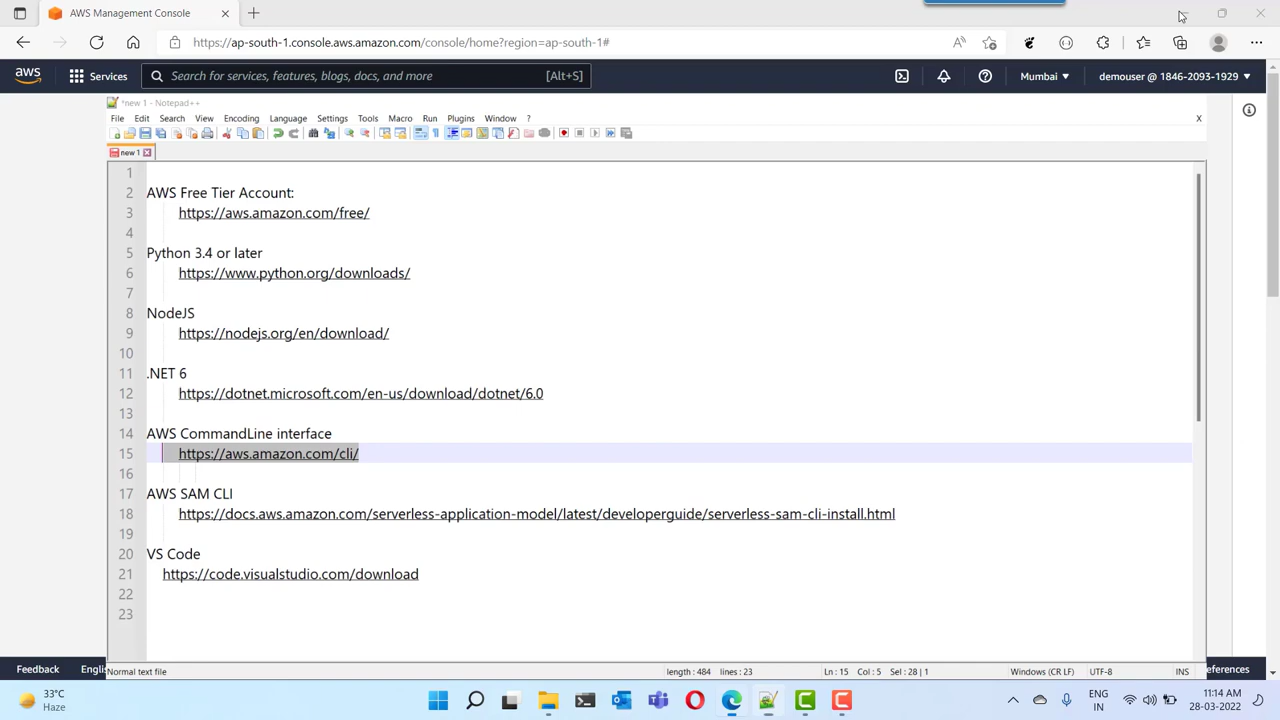 AWS Management Console
https://ap-south-1.console.aws.amazon.com/console/home?region=ap-south-1#
aws
Services
Search for services, features, blogs, docs, and more
[Alt+S]
Mumbai
demouser @ 1846-2093-1929
*new 1 - Notepad++
File Edit Search View Encoding Language Settings Tools Macro Run Plugins Window ?
X
new 1
1
2 AWS Free Tier Account:
3 https://aws.amazon.com/free/
4
5 Python 3.4 or later
6 https://www.python.org/downloads/
7
8 NodeJS
9 https://nodejs.org/en/download/
10
11 .NET 6
12 https://dotnet.microsoft.com/en-us/download/dotnet/6.0
13
14 AWS CommandLine interface
15 https://aws.amazon.com/cli/
16
17 AWS SAM CLI
18 https://docs.aws.amazon.com/serverless-application-model/latest/developerguide/serverless-sam-cli-install.html
19
20 VS Code
21 https://code.visualstudio.com/download
22
23
Feedback
Engli
Normal text file
length : 484 lines : 23
Ln : 15 Col : 5 Sel : 28 | 1
Windows (CR LF)
UTF-8
INS
eferences
33°C
Haze
ENG
IN
11:14 AM
28-03-2022